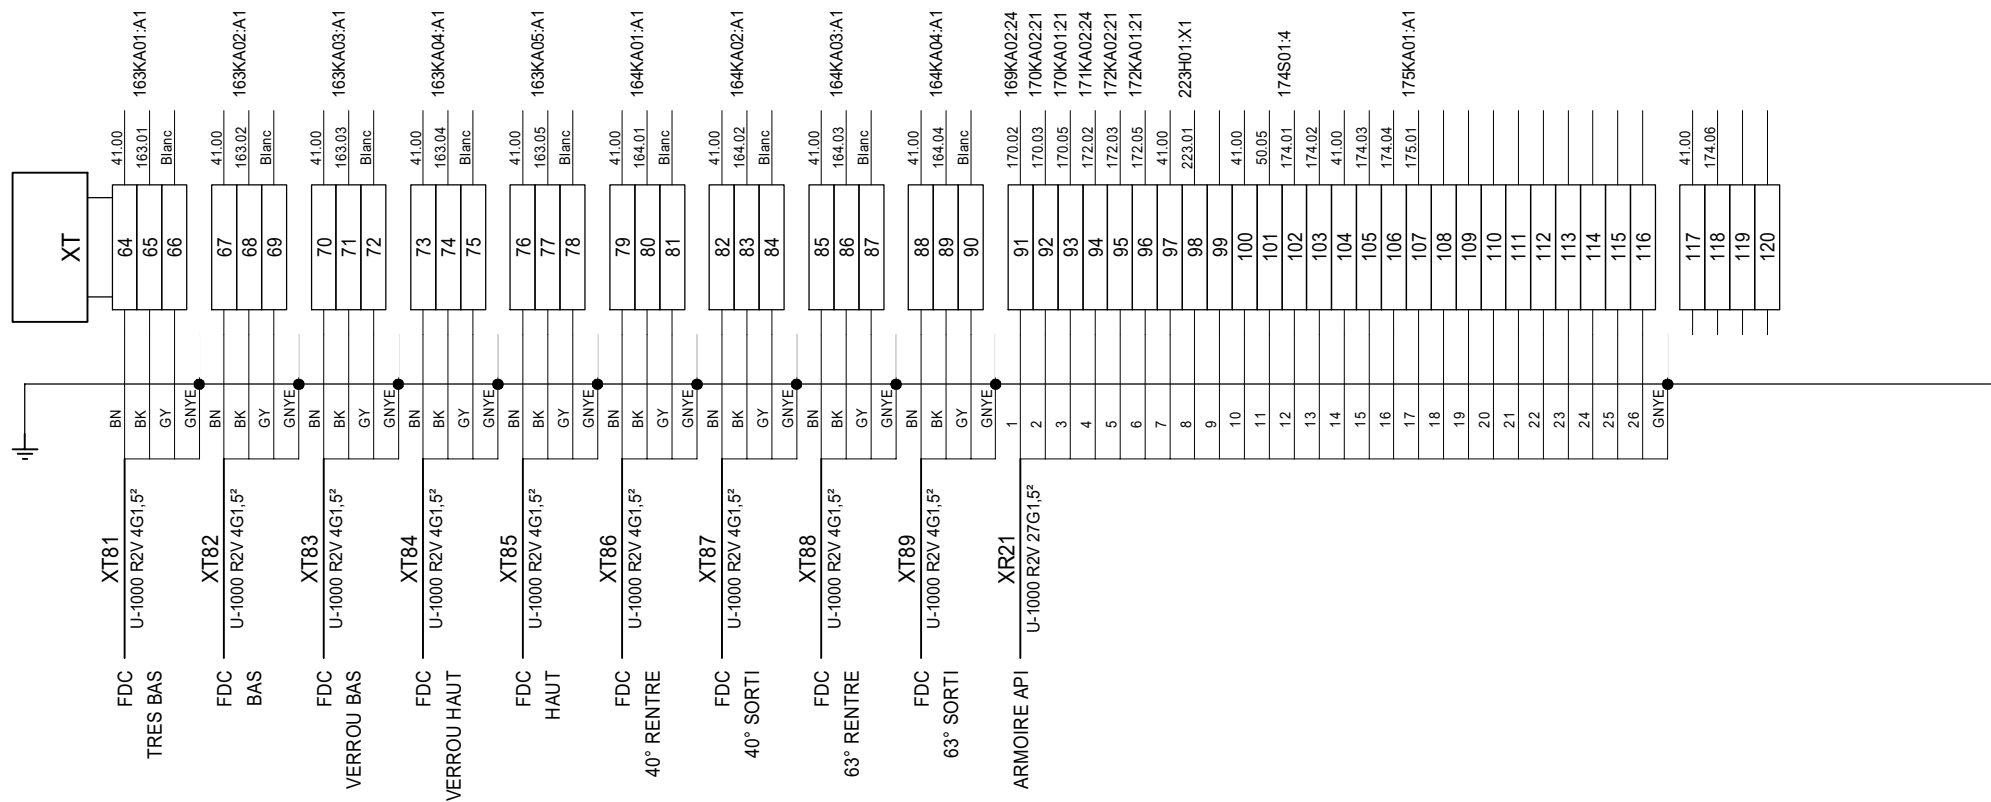 163KA01:A1
163KA02:A1
163KA03:A1
163KA04:A1
163KA05:A1
164KA01:A1
164KA02:A1
164KA03:A1
164KA04:A1
169KA02:24
170KA02:21
170KA01:21
171KA02:24
172KA02:21
172KA01:21
223H01:X1
174S01:4
175KA01:A1
41.00
163.01
Blanc
41.00
163.02
Blanc
41.00
163.03
Blanc
41.00
163.04
Blanc
41.00
163.05
Blanc
41.00
164.01
Blanc
41.00
164.02
Blanc
41.00
164.03
Blanc
41.00
164.04
Blanc
170.02
170.03
170.05
172.02
172.03
172.05
41.00
223.01
41.00
50.05
174.01
174.02
41.00
174.03
174.04
175.01
41.00
174.06
XT
64
65
66
67
68
69
70
71
72
73
74
75
76
77
78
79
80
81
82
83
84
85
86
87
88
89
90
91
92
93
94
95
96
97
98
99
100
101
102
103
104
105
106
107
108
109
110
111
112
113
114
115
116
117
118
119
120
BN
BK
GY
GNYE
BN
BK
GY
GNYE
BN
BK
GY
GNYE
BN
BK
GY
GNYE
BN
BK
GY
GNYE
BN
BK
GY
GNYE
BN
BK
GY
GNYE
BN
BK
GY
GNYE
BN
BK
GY
GNYE
1
2
3
4
5
6
7
8
9
10
11
12
13
14
15
16
17
18
19
20
21
22
23
24
25
26
GNYE
XT81
U-1000 R2V 4G1,5²
XT82
U-1000 R2V 4G1,5²
XT83
U-1000 R2V 4G1,5²
XT84
U-1000 R2V 4G1,5²
XT85
U-1000 R2V 4G1,5²
XT86
U-1000 R2V 4G1,5²
XT87
U-1000 R2V 4G1,5²
XT88
U-1000 R2V 4G1,5²
XT89
U-1000 R2V 4G1,5²
XR21
U-1000 R2V 27G1,5²
FDC
TRES BAS
FDC
BAS
FDC
VERROU BAS
FDC
VERROU HAUT
FDC
HAUT
FDC
40° RENTRE
FDC
40° SORTI
FDC
63° RENTRE
FDC
63° SORTI
ARMOIRE API